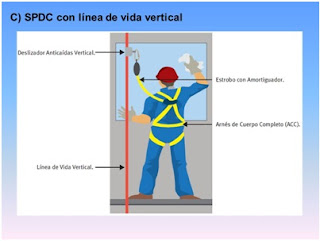 C) SPDC con línea de vida vertical
Deslizador Anticaídas Vertical.
Estrobo con Amortiguador.
Arnés de Cuerpo Completo (ACC).
Línea de Vida Vertical.